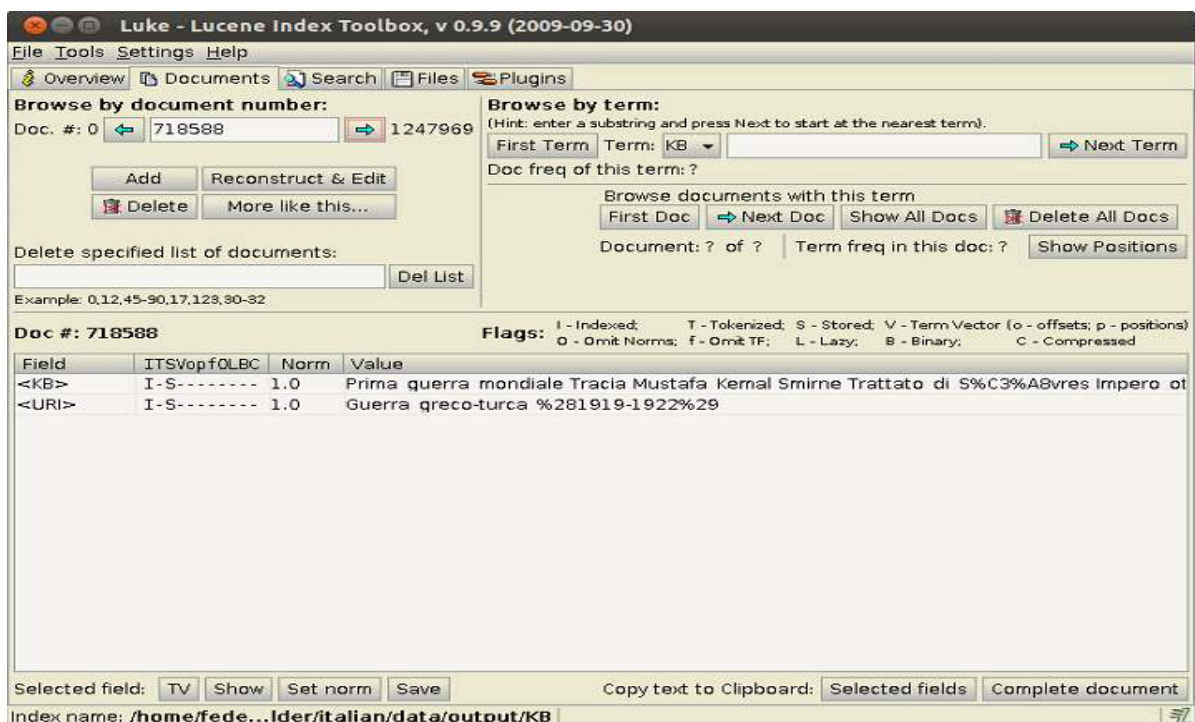 Luke - Lucene Index Toolbox, v 0.9.9 (2009-09-30)
File Tools Settings Help
Overview Documents Search Files Plugins
Browse by document number:
Doc. #: 0 718588 1247969
Add Reconstruct & Edit
Delete More like this...
Delete specified list of documents:
Del List
Example: 0,12,45-90,17,123,30-32
Browse by term:
(Hint: enter a substring and press Next to start at the nearest term).
First Term Term: KB Next Term
Doc freq of this term: ?
Browse documents with this term
First Doc Next Doc Show All Docs Delete All Docs
Document: ? of ? Term freq in this doc: ? Show Positions
Doc #: 718588
Flags: I - Indexed; T - Tokenized; S - Stored; V - Term Vector (o - offsets; p - positions)
O - Omit Norms; f - Omit TF; L - Lazy; B - Binary; C - Compressed
Field ITSVopfOLBC Norm Value
<KB> I-S-------- 1.0 Prima guerra mondiale Tracia Mustafa Kemal Smirne Trattato di S%C3%A8vres Impero ot
<URI> I-S-------- 1.0 Guerra greco-turca %281919-1922%29
Selected field: TV Show Set norm Save Copy text to Clipboard: Selected fields Complete document
Index name: /home/fede...lder/italian/data/output/KB